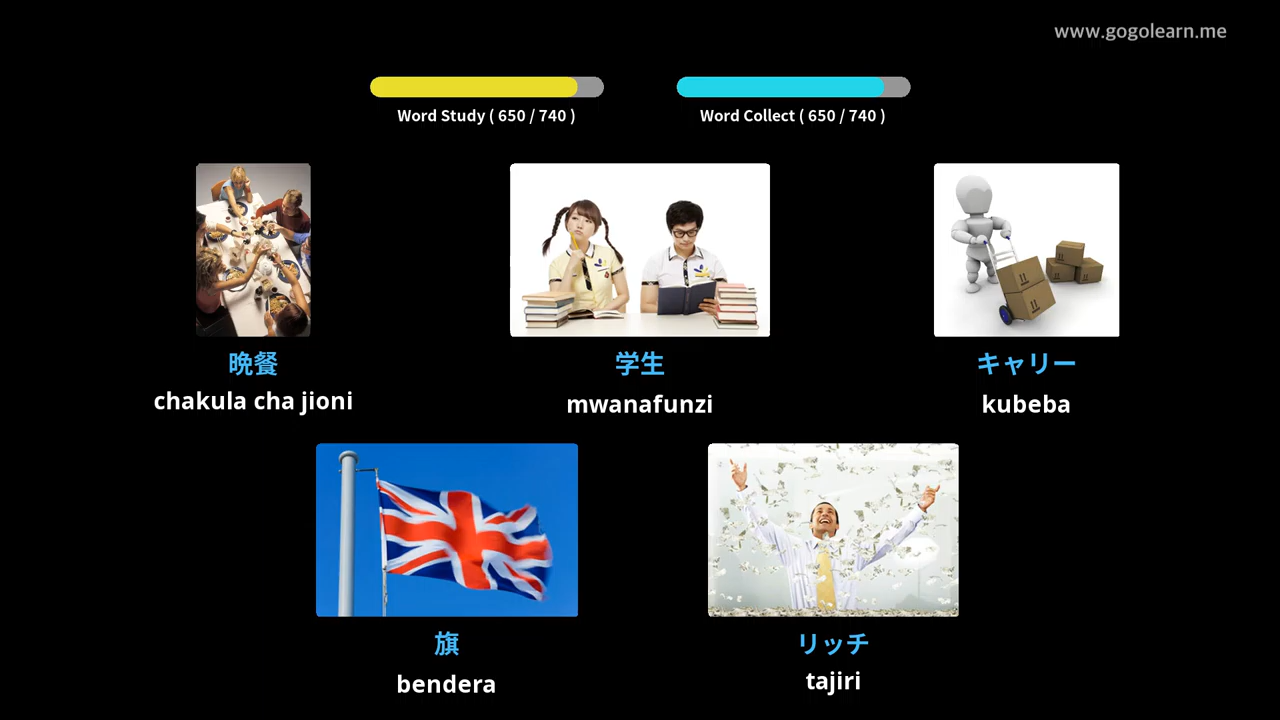 www.gogolearn.me
Word Study ( 650 / 740 )
Word Collect ( 650 / 740 )
晩餐
学生
キャリー
chakula cha jioni
mwanafunzi
kubeba
旗
リッチ
bendera
tajiri